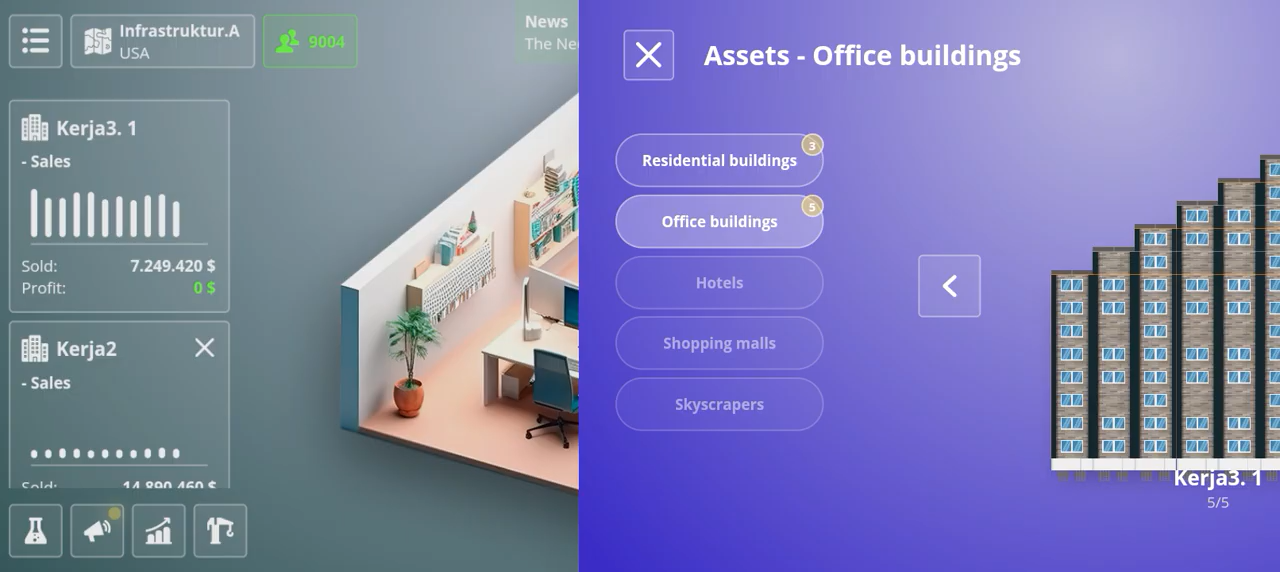 Infrastruktur.A
USA
9004
News
The Ne
Kerja3. 1
- Sales
Sold: 7.249.420 $
Profit: 0 $
Kerja2
- Sales
Sold: 14.890.460 $
Assets - Office buildings
Residential buildings 3
Office buildings 5
Hotels
Shopping malls
Skyscrapers
Kerja3. 1
5/5